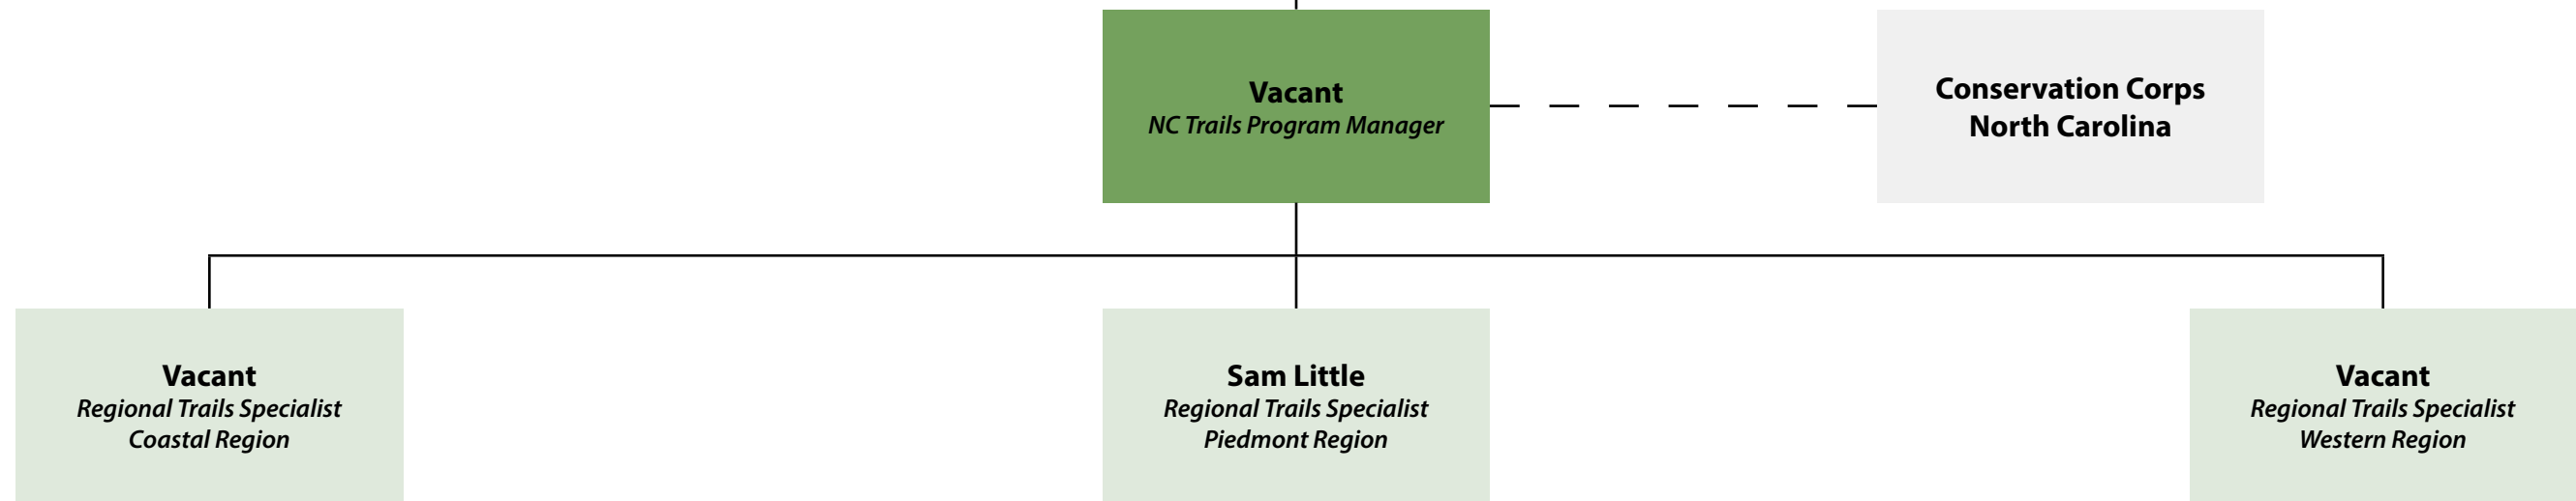 Vacant
NC Trails Program Manager
Conservation Corps
North Carolina
Vacant
Regional Trails Specialist
Coastal Region
Sam Little
Regional Trails Specialist
Piedmont Region
Vacant
Regional Trails Specialist
Western Region